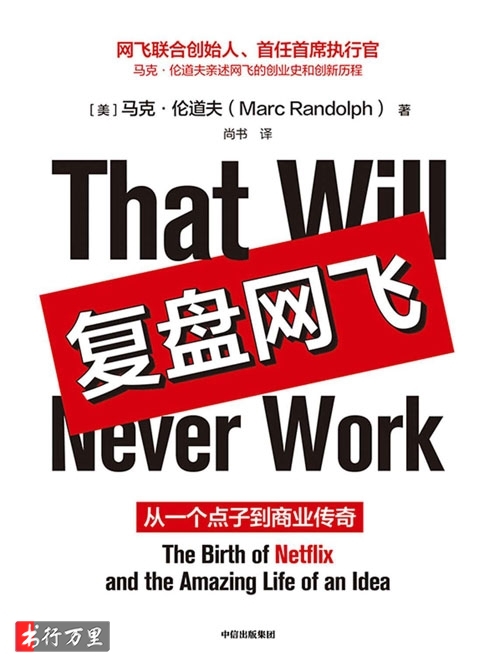 网飞联合创始人、首任首席执行官
马克·伦道夫亲述网飞的创业史和创新历程
［美］马克·伦道夫（Marc Randolph）著
尚书 译
That Will
复盘网飞
Never Work
从一个点子到商业传奇
The Birth of Netflix
and the Amazing Life of an Idea
书行万里
中信出版集团